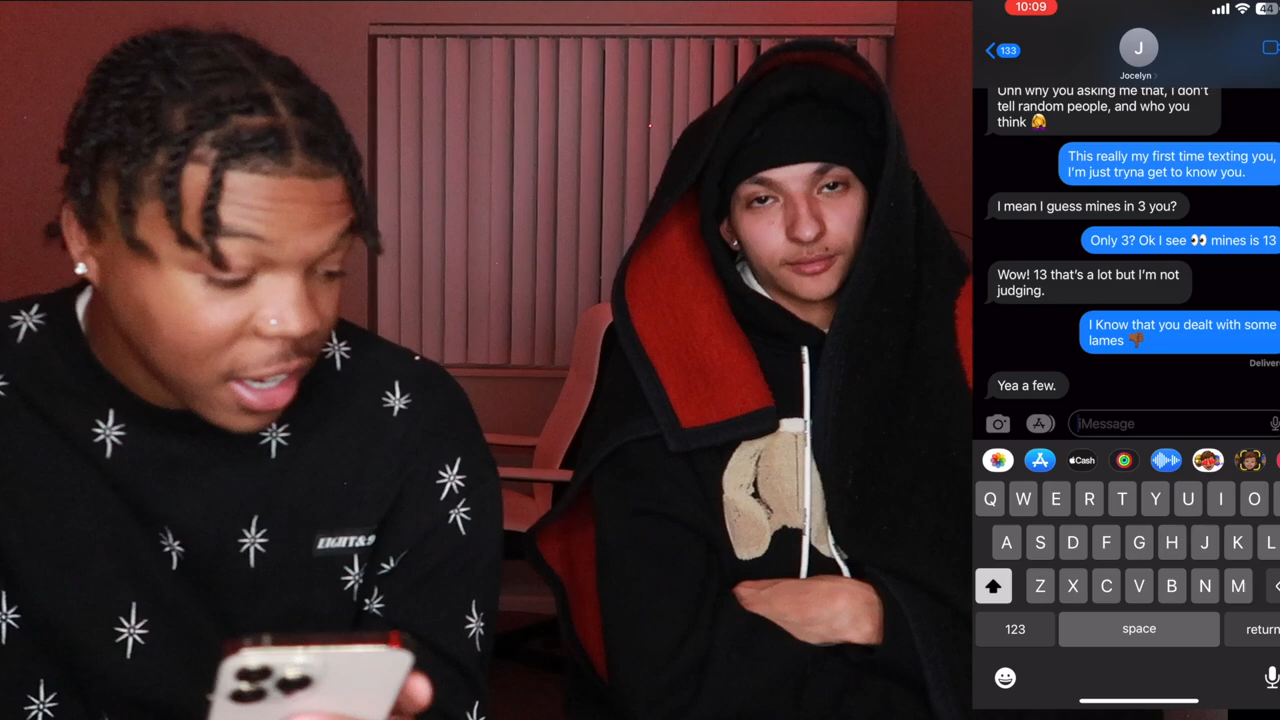 10:09
44
133
J
Jocelyn
Uhh why you asking me that, I don't
tell random people, and who you
think 🤦‍♀️
This really my first time texting you,
I'm just tryna get to know you.
I mean I guess mines in 3 you?
Only 3? Ok I see 👀 mines is 13
Wow! 13 that's a lot but I'm not
judging.
I Know that you dealt with some
lames 👎🏾
Deliver
Yea a few.
iMessage
Cash
Q W E R T Y U I O
A S D F G H J K L
Z X C V B N M
123 space return
EIGHT&9